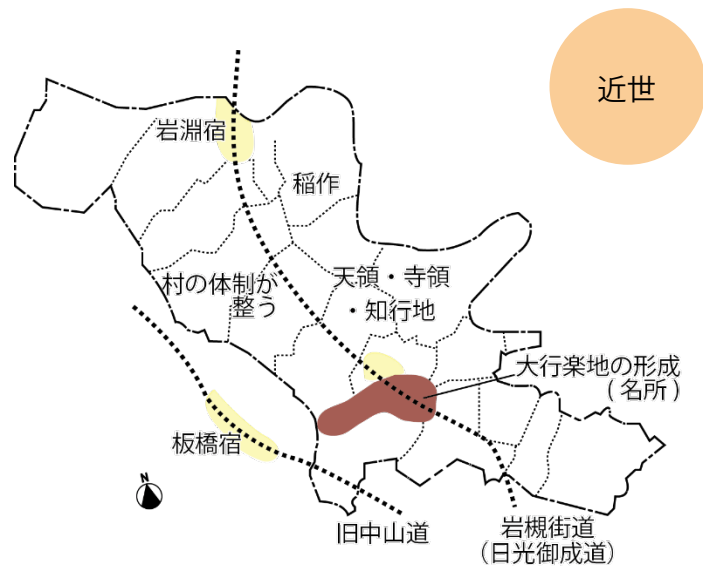 近世
岩淵宿
稲作
村の体制が
整う
天領・寺領
・知行地
大行楽地の形成
(名所)
板橋宿
N
旧中山道
岩槻街道
(日光御成道)